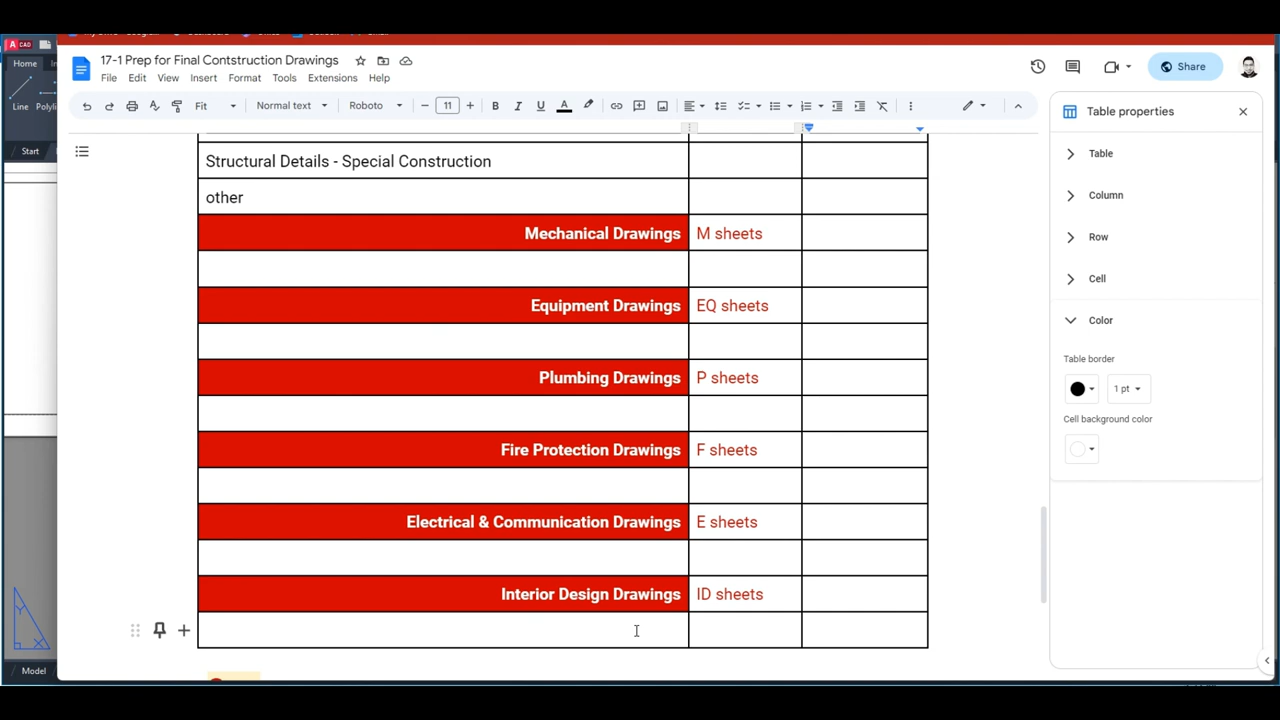 CAD
17-1 Prep for Final Contstruction Drawings
Share
Home
File Edit View Insert Format Tools Extensions Help
Line
Fit
Normal text
Roboto
11
Table properties
Start
Structural Details - Special Construction
Table
other
Column
Mechanical Drawings M sheets
Row
Equipment Drawings EQ sheets
Cell
Color
Table border
Plumbing Drawings P sheets
1 pt
Cell background color
Fire Protection Drawings F sheets
Electrical & Communication Drawings E sheets
Interior Design Drawings ID sheets
Y
X
Model